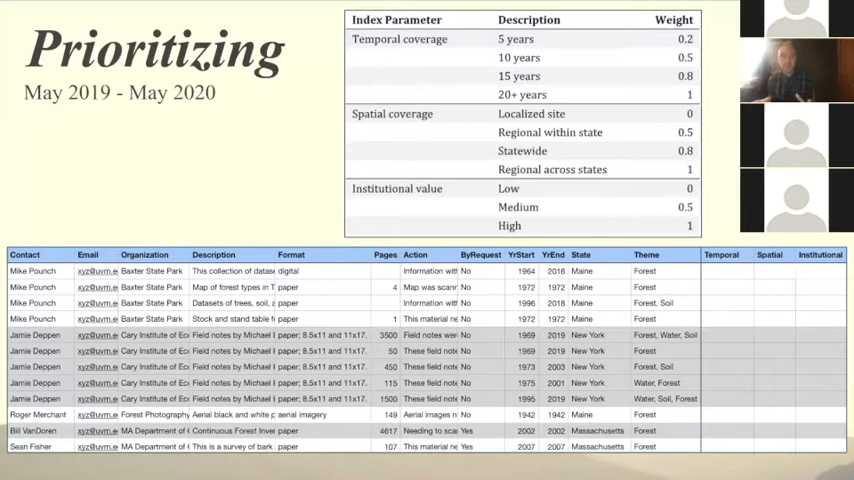 Prioritizing
May 2019 - May 2020
Index Parameter Description Weight
Temporal coverage 5 years 0.2
10 years 0.5
15 years 0.8
20+ years 1
Spatial coverage Localized site 0
Regional within state 0.5
Statewide 0.8
Regional across states 1
Institutional value Low 0
Medium 0.5
High 1
Contact Email Organization Description Format Pages Action ByRequest YrStart YrEnd State Theme Temporal Spatial Institutional
Mike Pounch xyz@uvm.e Baxter State Park This collection of datase digital Information with No 1964 2016 Maine Forest
Mike Pounch xyz@uvm.e Baxter State Park Map of forest types in T paper 4 Map was scann No 1972 1972 Maine Forest
Mike Pounch xyz@uvm.e Baxter State Park Datasets of trees, soil, a paper Information with No 1996 2018 Maine Forest, Soil
Mike Pounch xyz@uvm.e Baxter State Park Stock and stand table f paper 1 This material ne No 1972 1972 Maine Forest
Jamie Deppen xyz@uvm.e Cary Institute of Ec Field notes by Michael paper; 8.5x11 and 11x17. 3500 Field notes were No 1969 2019 New York Forest, Water, Soil
Jamie Deppen xyz@uvm.e Cary Institute of Ec Field notes by Michael paper; 8.5x11 and 11x17. 50 These field note No 1969 2019 New York Forest
Jamie Deppen xyz@uvm.e Cary Institute of Ec Field notes by Michael paper; 8.5x11 and 11x17. 450 These field note No 1973 2003 New York Forest, Soil
Jamie Deppen xyz@uvm.e Cary Institute of Ec Field notes by Michael paper; 8.5x11 and 11x17. 115 These field note No 1975 2001 New York Water, Forest
Jamie Deppen xyz@uvm.e Cary Institute of Ec Field notes by Michael paper; 8.5x11 and 11x17. 1500 These field note No 1995 2019 New York Water, Soil, Forest
Roger Merchant xyz@uvm.e Forest Photography Aerial black and white p aerial imagery 149 Aerial images n No 1942 1942 Maine Forest
Bill VanDoren xyz@uvm.e MA Department of Continuous Forest Inver paper 4617 Needing to sca Yes 2002 2002 Massachusetts Forest
Sean Fisher xyz@uvm.e MA Department of This is a survey of bark paper 107 This material ne Yes 2007 2007 Massachusetts Forest